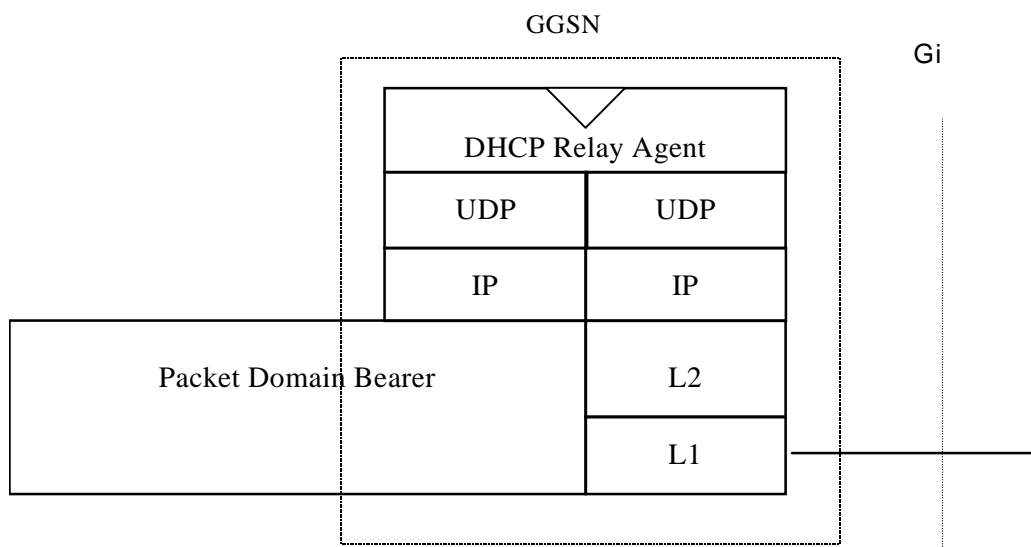 GGSN
Gi
DHCP Relay Agent
UDP
UDP
IP
IP
Packet Domain Bearer
L2
L1